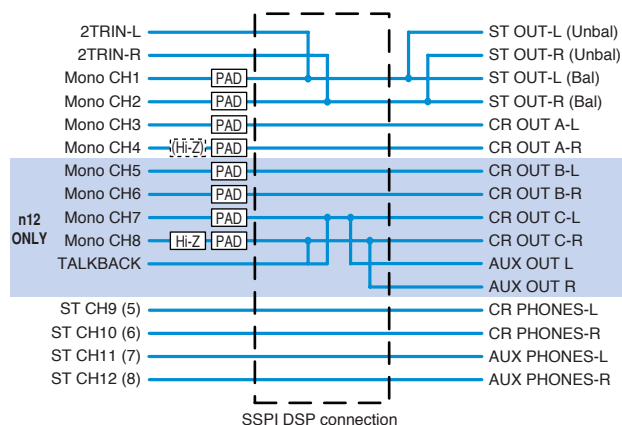 2TRIN-L ST OUT-L (Unbal)
2TRIN-R ST OUT-R (Unbal)
Mono CH1 PAD ST OUT-L (Bal)
Mono CH2 PAD ST OUT-R (Bal)
Mono CH3 PAD CR OUT A-L
Mono CH4 (Hi-Z) PAD CR OUT A-R
Mono CH5 PAD CR OUT B-L
Mono CH6 PAD CR OUT B-R
n12 Mono CH7 PAD CR OUT C-L
ONLY Mono CH8 Hi-Z PAD CR OUT C-R
TALKBACK AUX OUT L
AUX OUT R
ST CH9 (5) CR PHONES-L
ST CH10 (6) CR PHONES-R
ST CH11 (7) AUX PHONES-L
ST CH12 (8) AUX PHONES-R
SSPI DSP connection